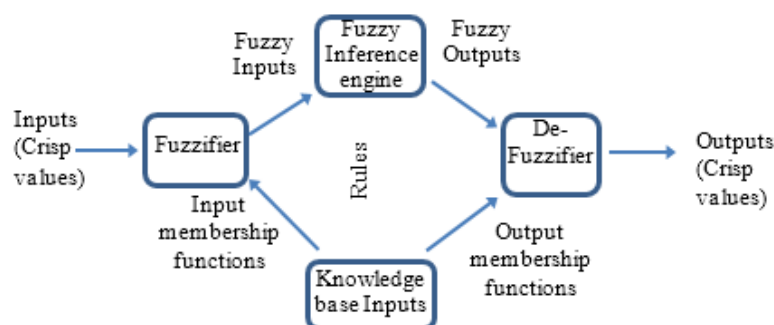 Fuzzy
Inputs
Fuzzy
Inference
engine
Fuzzy
Outputs
Inputs
(Crisp
values)
Fuzzifier
Rules
De-
Fuzzifier
Outputs
(Crisp
values)
Input
membership
functions
Knowledge
base Inputs
Output
membership
functions